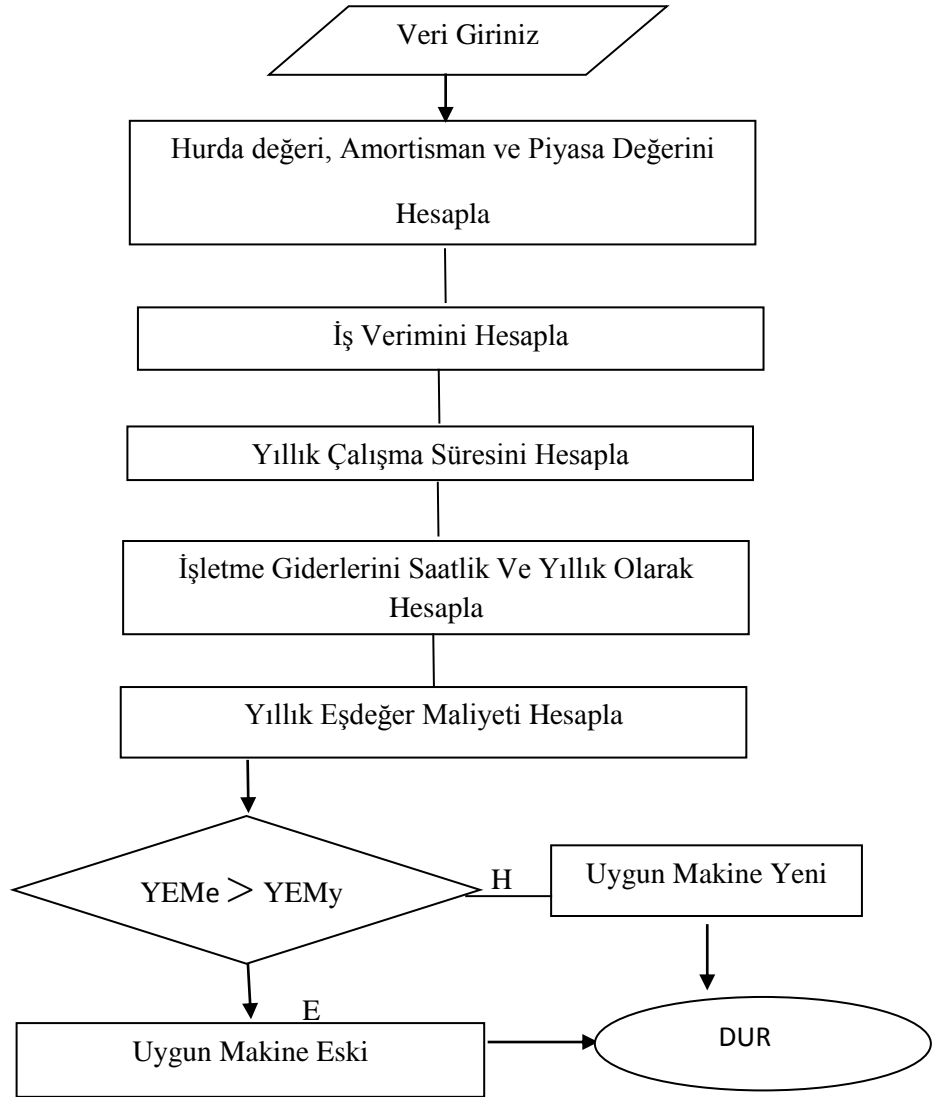 Veri Giriniz
Hurda değeri, Amortisman ve Piyasa Değerini
Hesapla
İş Verimini Hesapla
Yıllık Çalışma Süresini Hesapla
İşletme Giderlerini Saatlik Ve Yıllık Olarak
Hesapla
Yıllık Eşdeğer Maliyeti Hesapla
YEMe > YEMy
H
Uygun Makine Yeni
E
Uygun Makine Eski
DUR